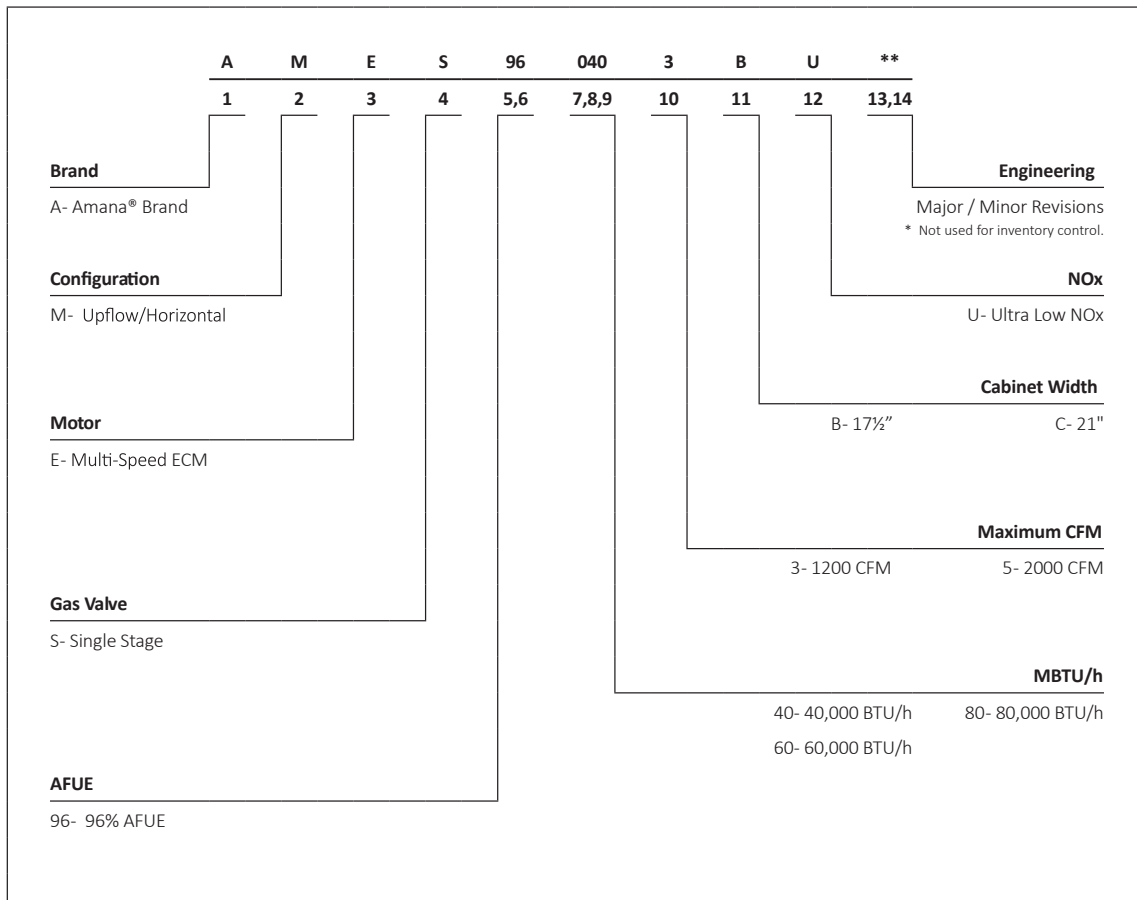 A M E S 96 040 3 B U **
1 2 3 4 5,6 7,8,9 10 11 12 13,14
Brand
A- Amana® Brand
Engineering
Major / Minor Revisions
* Not used for inventory control.
Configuration
M- Upflow/Horizontal
NOx
U- Ultra Low NOx
Cabinet Width
B- 17½” C- 21"
Motor
E- Multi-Speed ECM
Maximum CFM
3- 1200 CFM 5- 2000 CFM
Gas Valve
S- Single Stage
MBTU/h
40- 40,000 BTU/h 80- 80,000 BTU/h
60- 60,000 BTU/h
AFUE
96- 96% AFUE